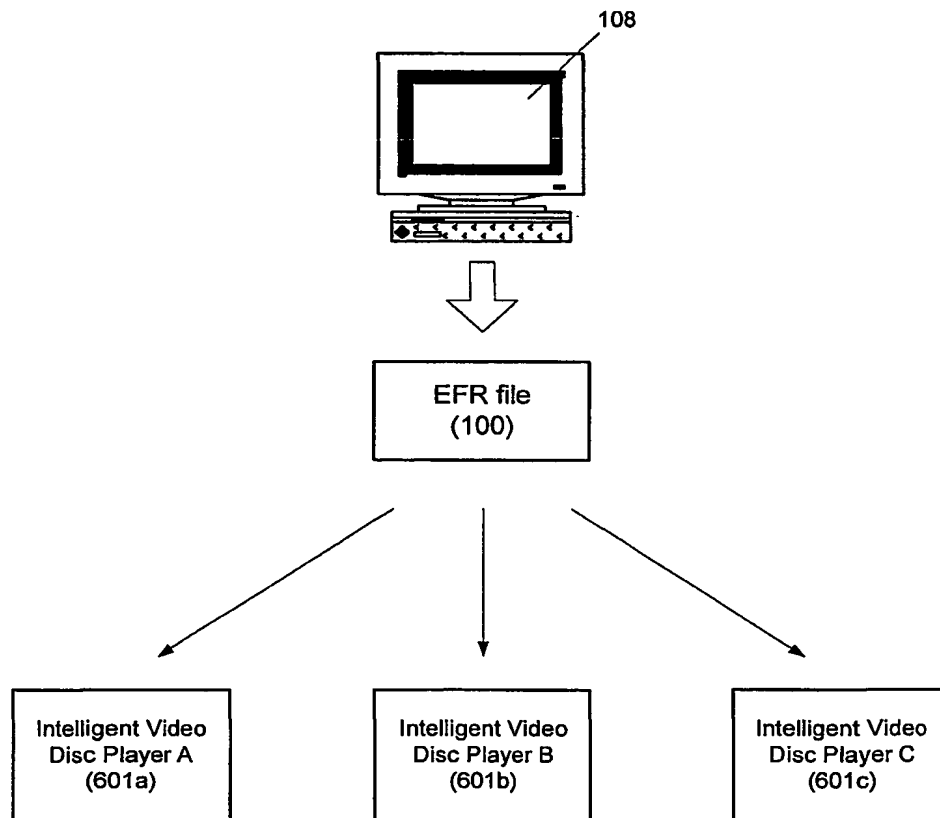 108
EFR file
(100)
Intelligent Video
Disc Player A
(601a)
Intelligent Video
Disc Player B
(601b)
Intelligent Video
Disc Player C
(601c)